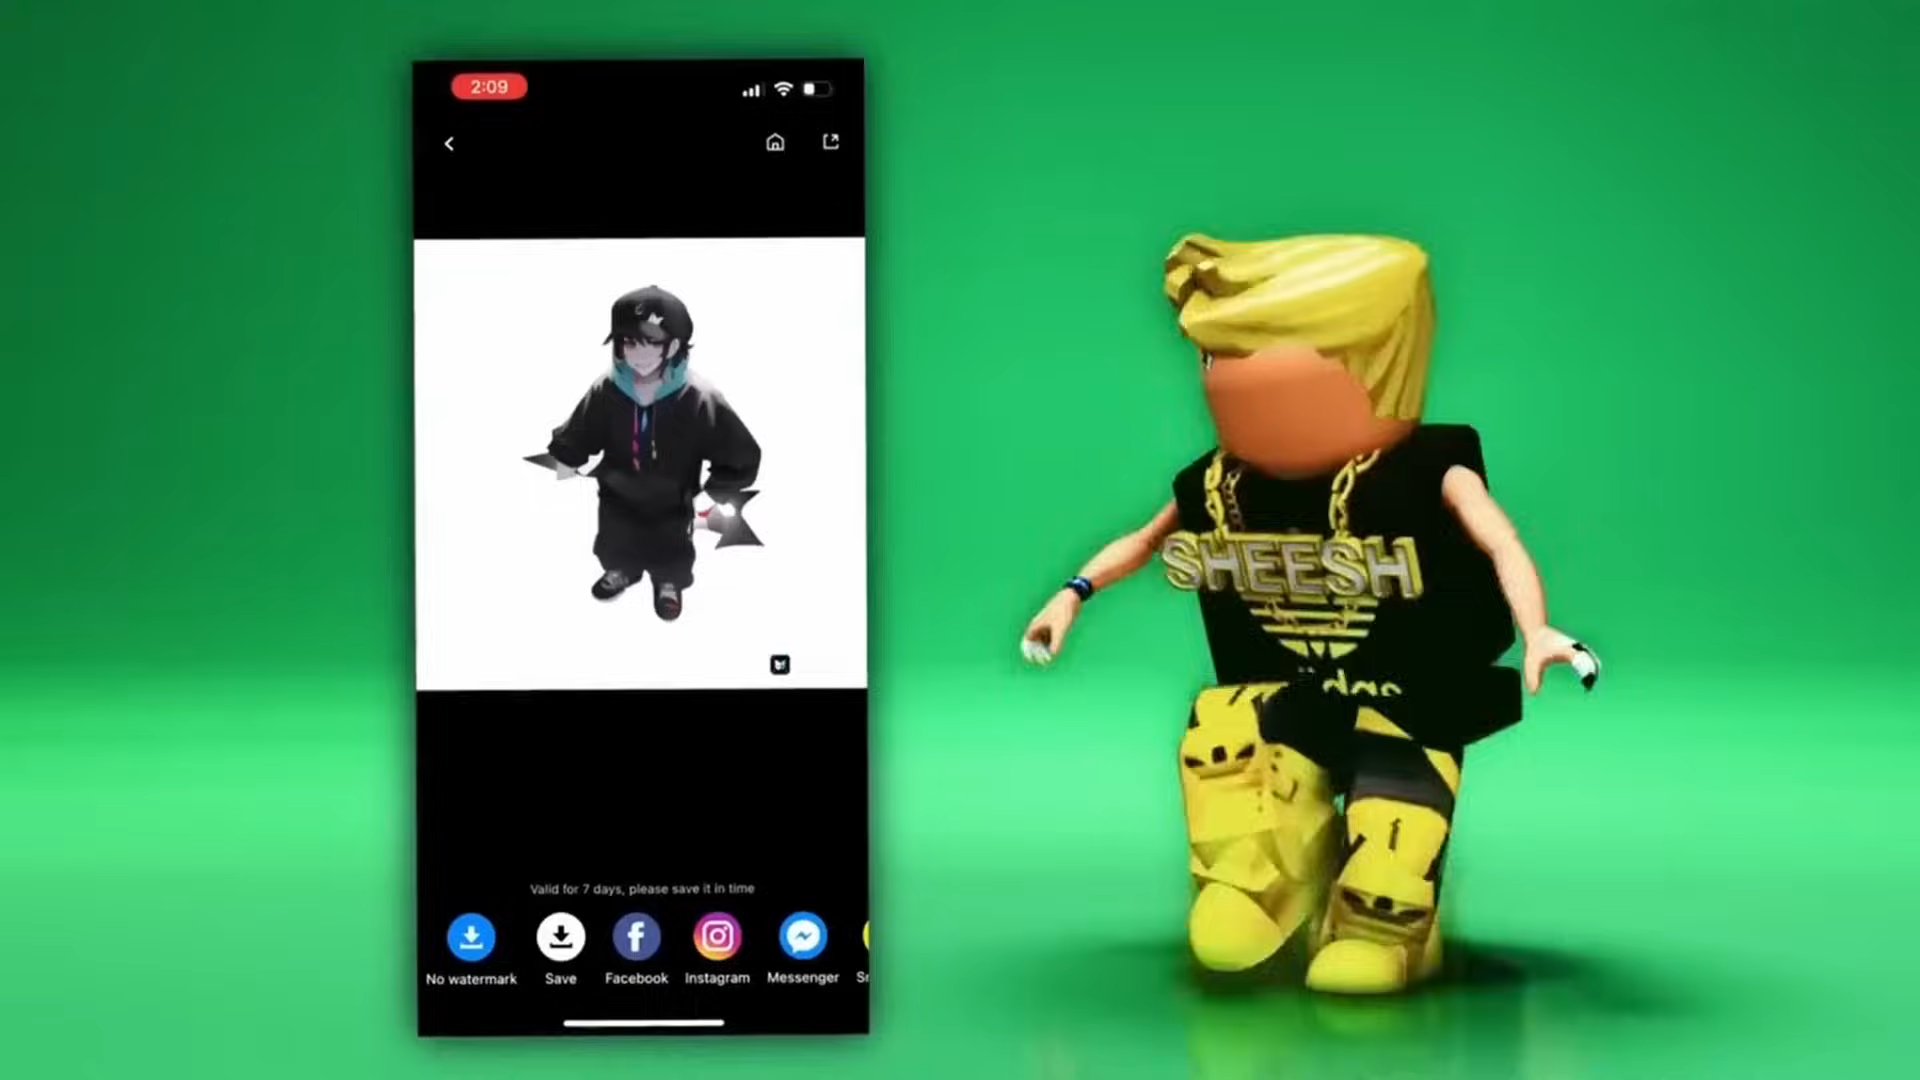 2:09
SHEESH
Valid for 7 days, please save it in time
No watermark
Save
Facebook
Instagram
Messenger